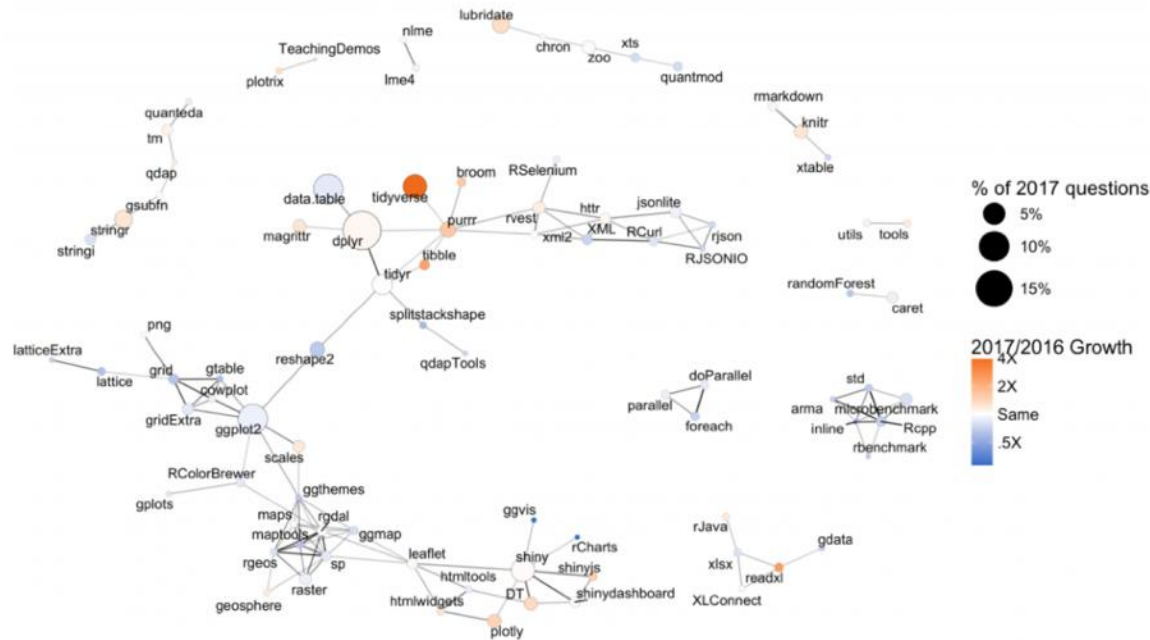 lubridate
nlme
chron
xts
TeachingDemos
zoo
plotrix
lme4
quantmod
rmarkdown
quanteda
knitr
tm
xtable
qdap
RSelenium
broom
data.table
tidyverse
% of 2017 questions
5%
10%
15%
gsubfn
stringr
stringi
magrittr
dplyr
purrr
rvest
httr
jsonlite
xml2
XML
RCurl
rjson
RJSONIO
utils
tools
tibble
tidyr
randomForest
caret
splitstackshape
png
latticeExtra
reshape2
qdapTools
2017/2016 Growth
4X
2X
Same
.5X
lattice
grid
gtable
cowplot
gridExtra
ggplot2
doParallel
parallel
foreach
std
arma
microbenchmark
inline
Rcpp
rbenchmark
scales
RColorBrewer
gplots
ggthemes
maps
rgdal
maptools
ggmap
rgeos
sp
raster
geosphere
leaflet
ggvis
rCharts
shiny
shinyjs
htmltools
DT
shinydashboard
htmlwidgets
plotly
rJava
gdata
xlsx
readxl
XLConnect